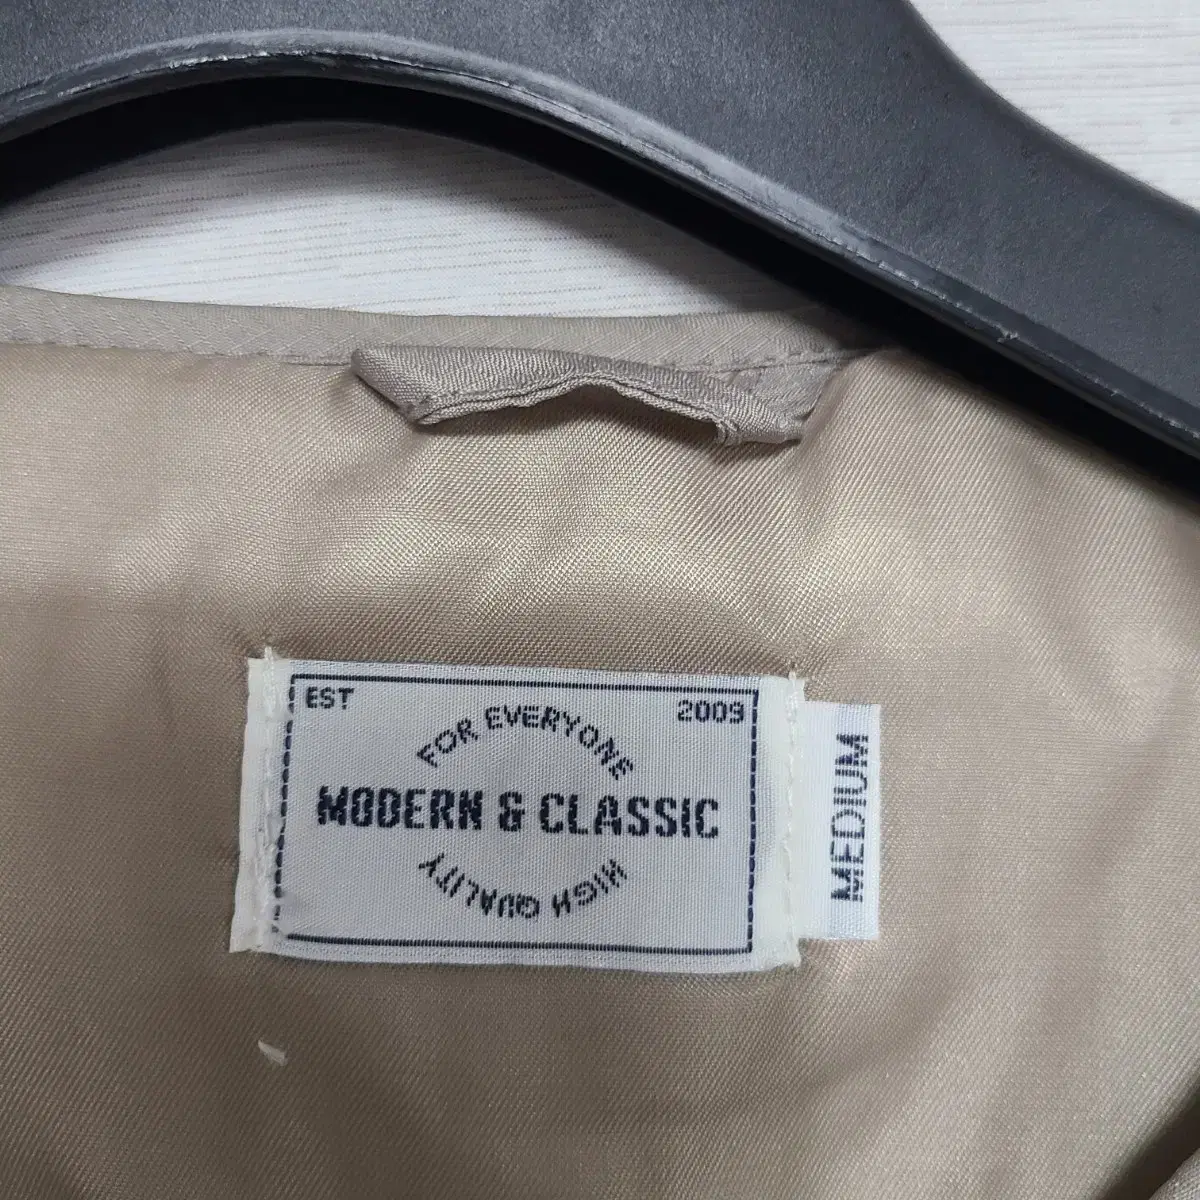 EST 2009
FOR EVERYONE
MODERN & CLASSIC
HIGH QUALITY
MEDIUM